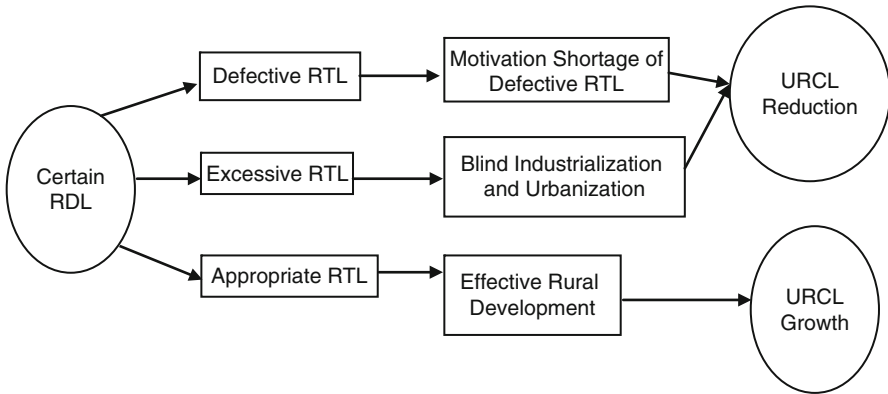 Certain
RDL
Defective RTL
Motivation Shortage of
Defective RTL
URCL
Reduction
Excessive RTL
Blind Industrialization
and Urbanization
Appropriate RTL
Effective Rural
Development
URCL
Growth